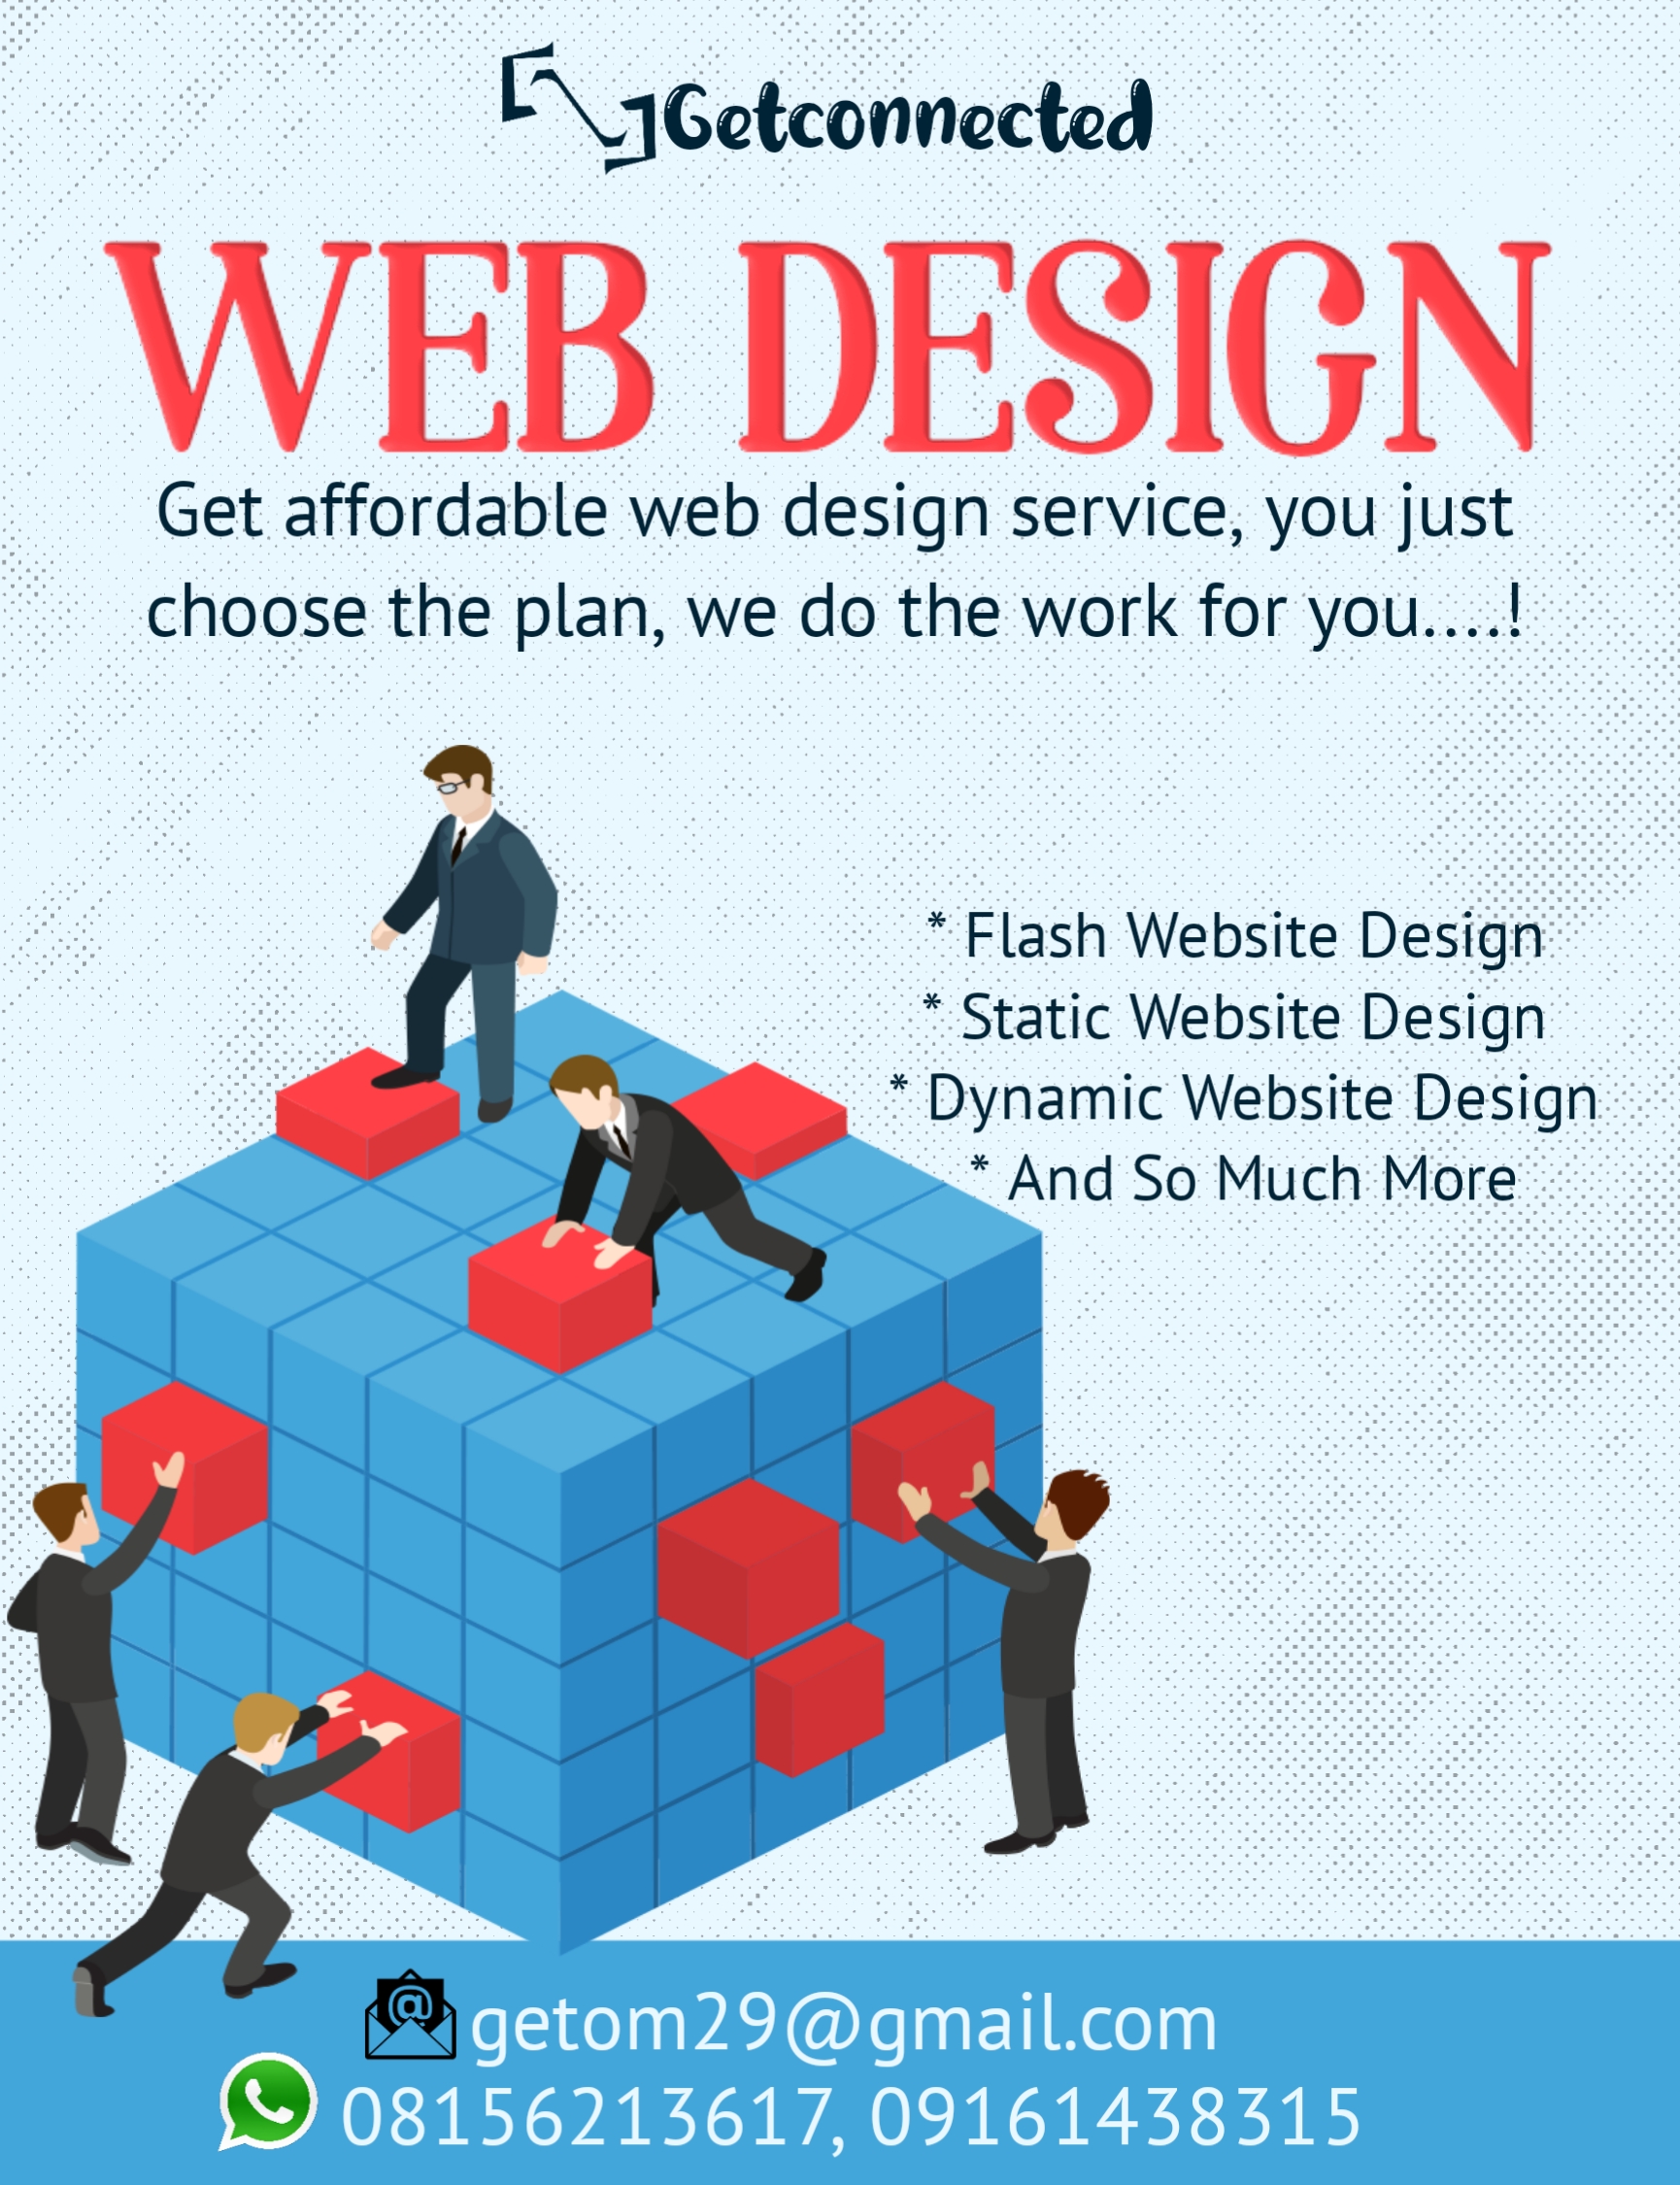 Getconnected
WEB DESIGN
Get affordable web design service, you just
choose the plan, we do the work for you....!
* Flash Website Design
* Static Website Design
* Dynamic Website Design
* And So Much More
@ getom29@gmail.com
08156213617, 09161438315